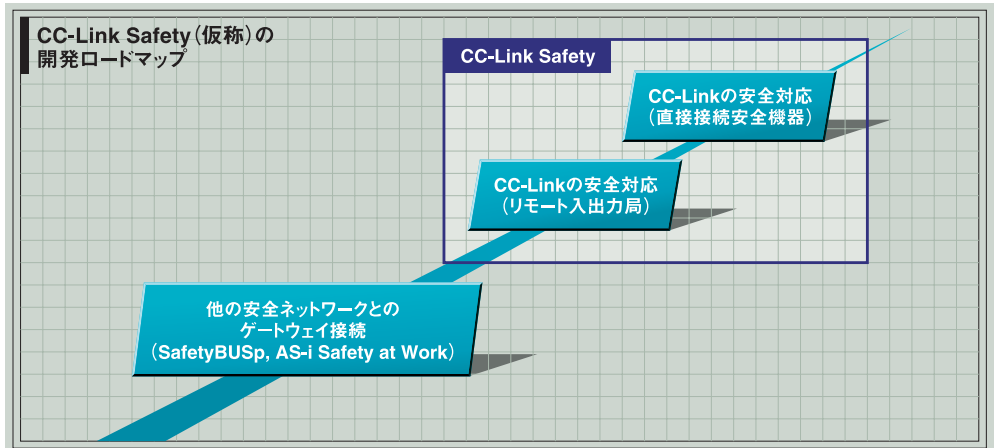 CC-Link Safety（仮称）の
開発ロードマップ
CC-Link Safety
CC-Linkの安全対応
（直接接続安全機器）
CC-Linkの安全対応
（リモート入出力局）
他の安全ネットワークとの
ゲートウェイ接続
（SafetyBUSp, AS-i Safety at Work）